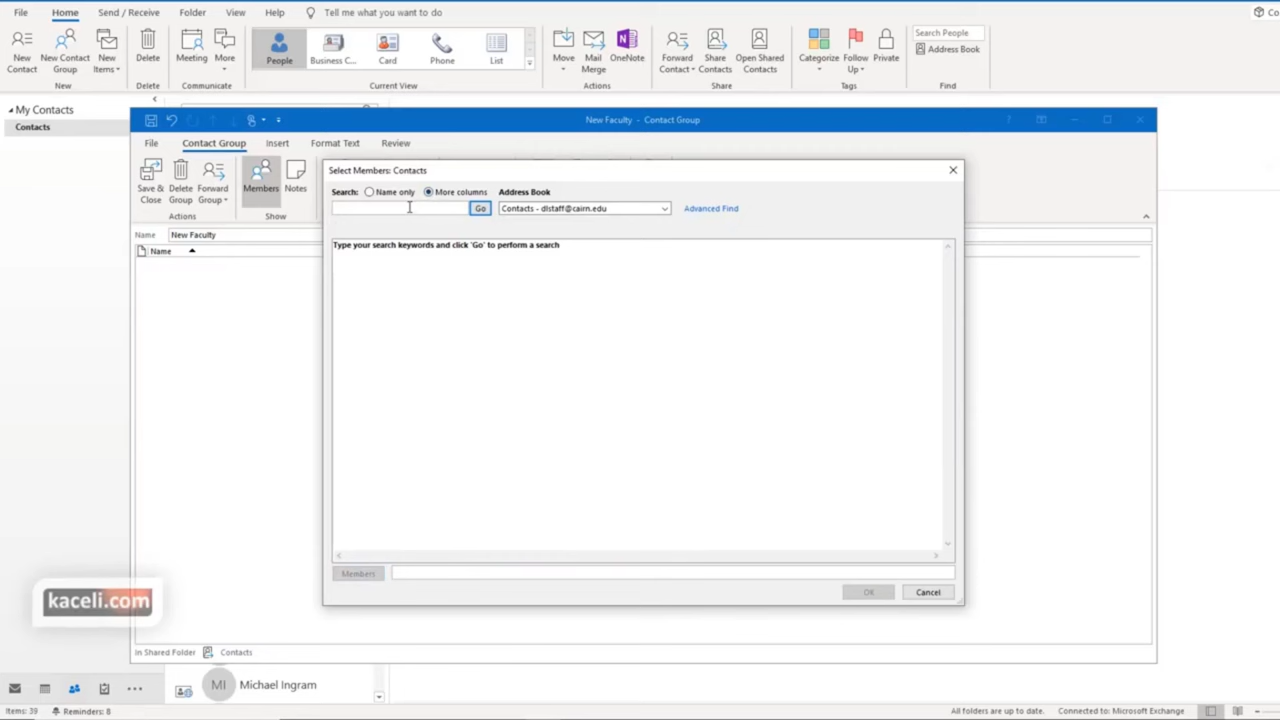 File Home Send / Receive Folder View Help Tell me what you want to do Co
New Contact New Contact Group New Items Delete Meeting More People Business C... Card Phone List Move Mail Merge OneNote Forward Contact Share Contacts Open Shared Contacts Categorize Follow Up Private Search People
Address Book
New Delete Communicate Current View Actions Share Tags Find
My Contacts
Contacts
New Faculty - Contact Group
File Contact Group Insert Format Text Review
Save & Close Delete Group Forward Group Members Notes
Actions Show
Name New Faculty
Name
Select Members: Contacts
Search: Name only More columns Address Book
Go Contacts - dlstaff@cairn.edu Advanced Find
Type your search keywords and click 'Go' to perform a search
Members
OK Cancel
kaceli.com
In Shared Folder Contacts
MI Michael Ingram
Items: 39 Reminders: 8 All folders are up to date. Connected to: Microsoft Exchange